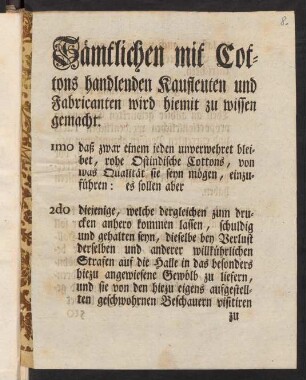 8.
Sämtlichen mit Cot-
tons handlenden Kaufleuten und
Fabricanten wird hiemit zu wissen
gemacht:
1mo daß zwar einem jeden unverwehret blei-
bet, rohe Ostindische Cottons, von
was Qualität sie seyn mögen, einzu-
führen: es sollen aber
2do diejenige, welche dergleichen zum dru-
cken anhero kommen lassen, schuldig
und gehalten seyn, dieselbe bey Verlust
derselben und anderer willkührlichen
Strafen auf die Halle in das besonders
hiezu angewiesene Gewölb zu liefern,
und sie von den hiezu eigens aufgestell-
ten geschwohrnen Beschauern visitiren
zu